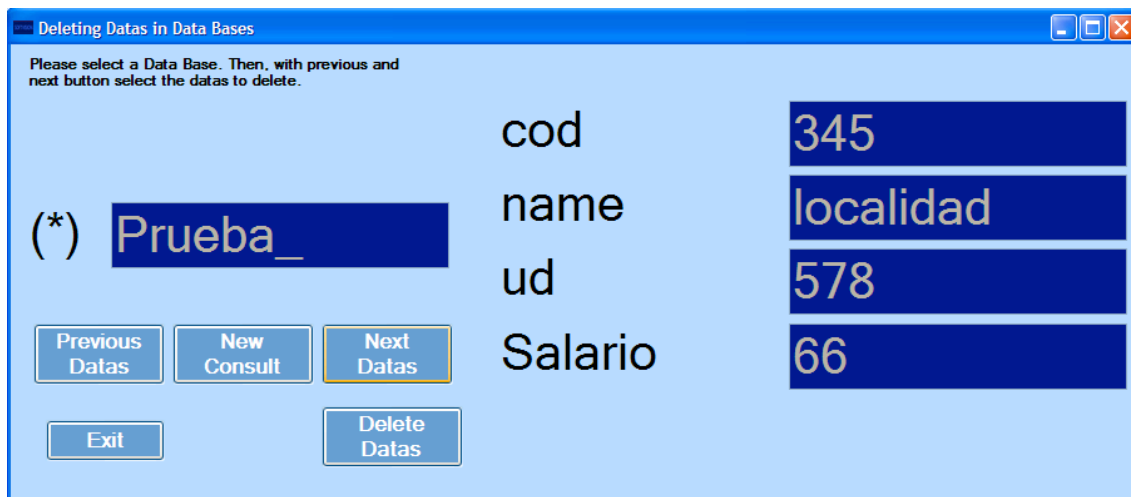 Deleting Datas in Data Bases
Please select a Data Base. Then, with previous and
next button select the datas to delete.
(*) Prueba_
Previous
Datas
New
Consult
Next
Datas
Exit
Delete
Datas
cod 345
name localidad
ud 578
Salario 66